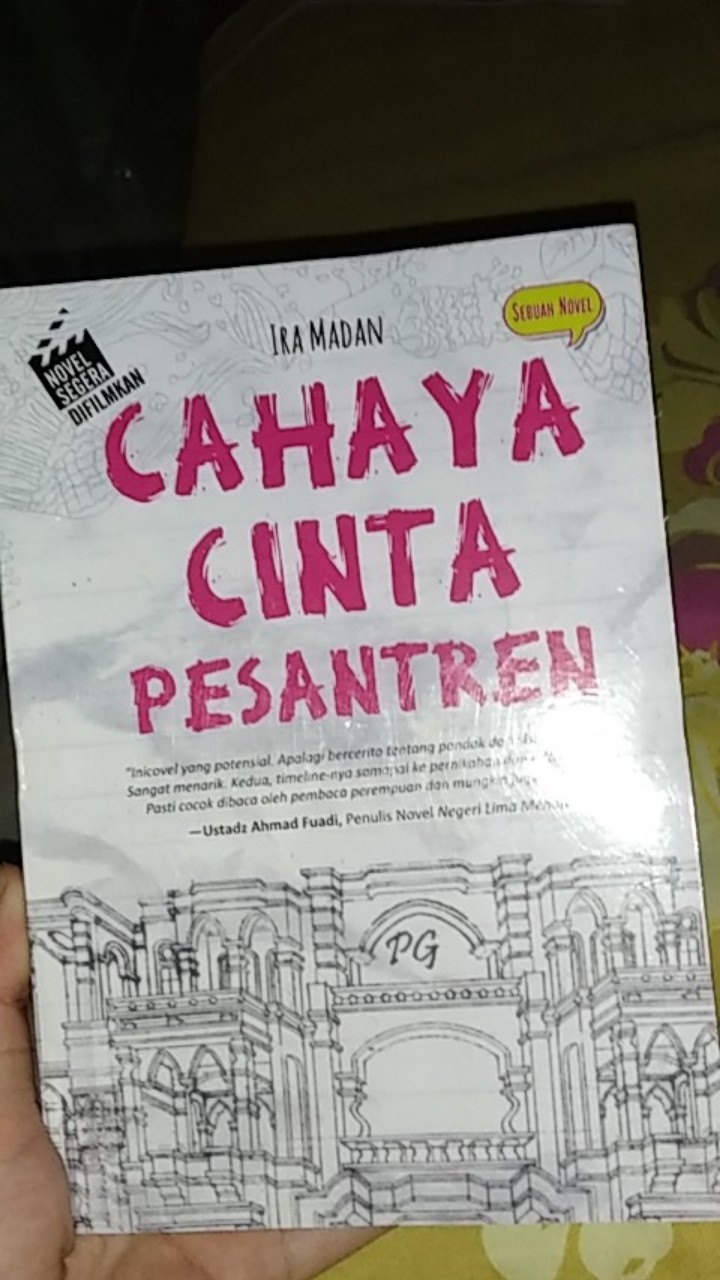 IRA MADAN
SEBUAH NOVEL
NOVEL
SEGERA
DIFILMKAN
CAHAYA
CINTA
PESANTREN
"Ini novel yang potensial. Apalagi bercerita tentang pondok
Sangat menarik. Kedua, timeline-nya sampai ke pernikahan
Pasti cocok dibaca oleh pembaca perempuan dan mungkin
—Ustadz Ahmad Fuadi, Penulis Novel Negeri Lima
PG